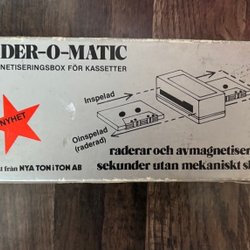 DER-O-MATIC
NETISERINGSBOX FÖR KASSETTER
NYHET
Inspelad
Oinspelad
(raderad)
raderar och avmagnetiser
sekunder utan mekaniskt sl
t från NYA TON i TON AB